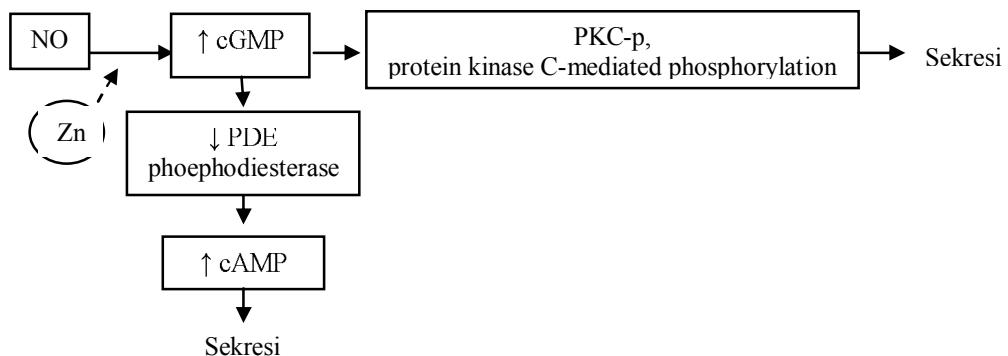 NO
↑ cGMP
PKC-p,
protein kinase C-mediated phosphorylation
Sekresi
Zn
↓ PDE
phoephodiesterase
↑ cAMP
Sekresi